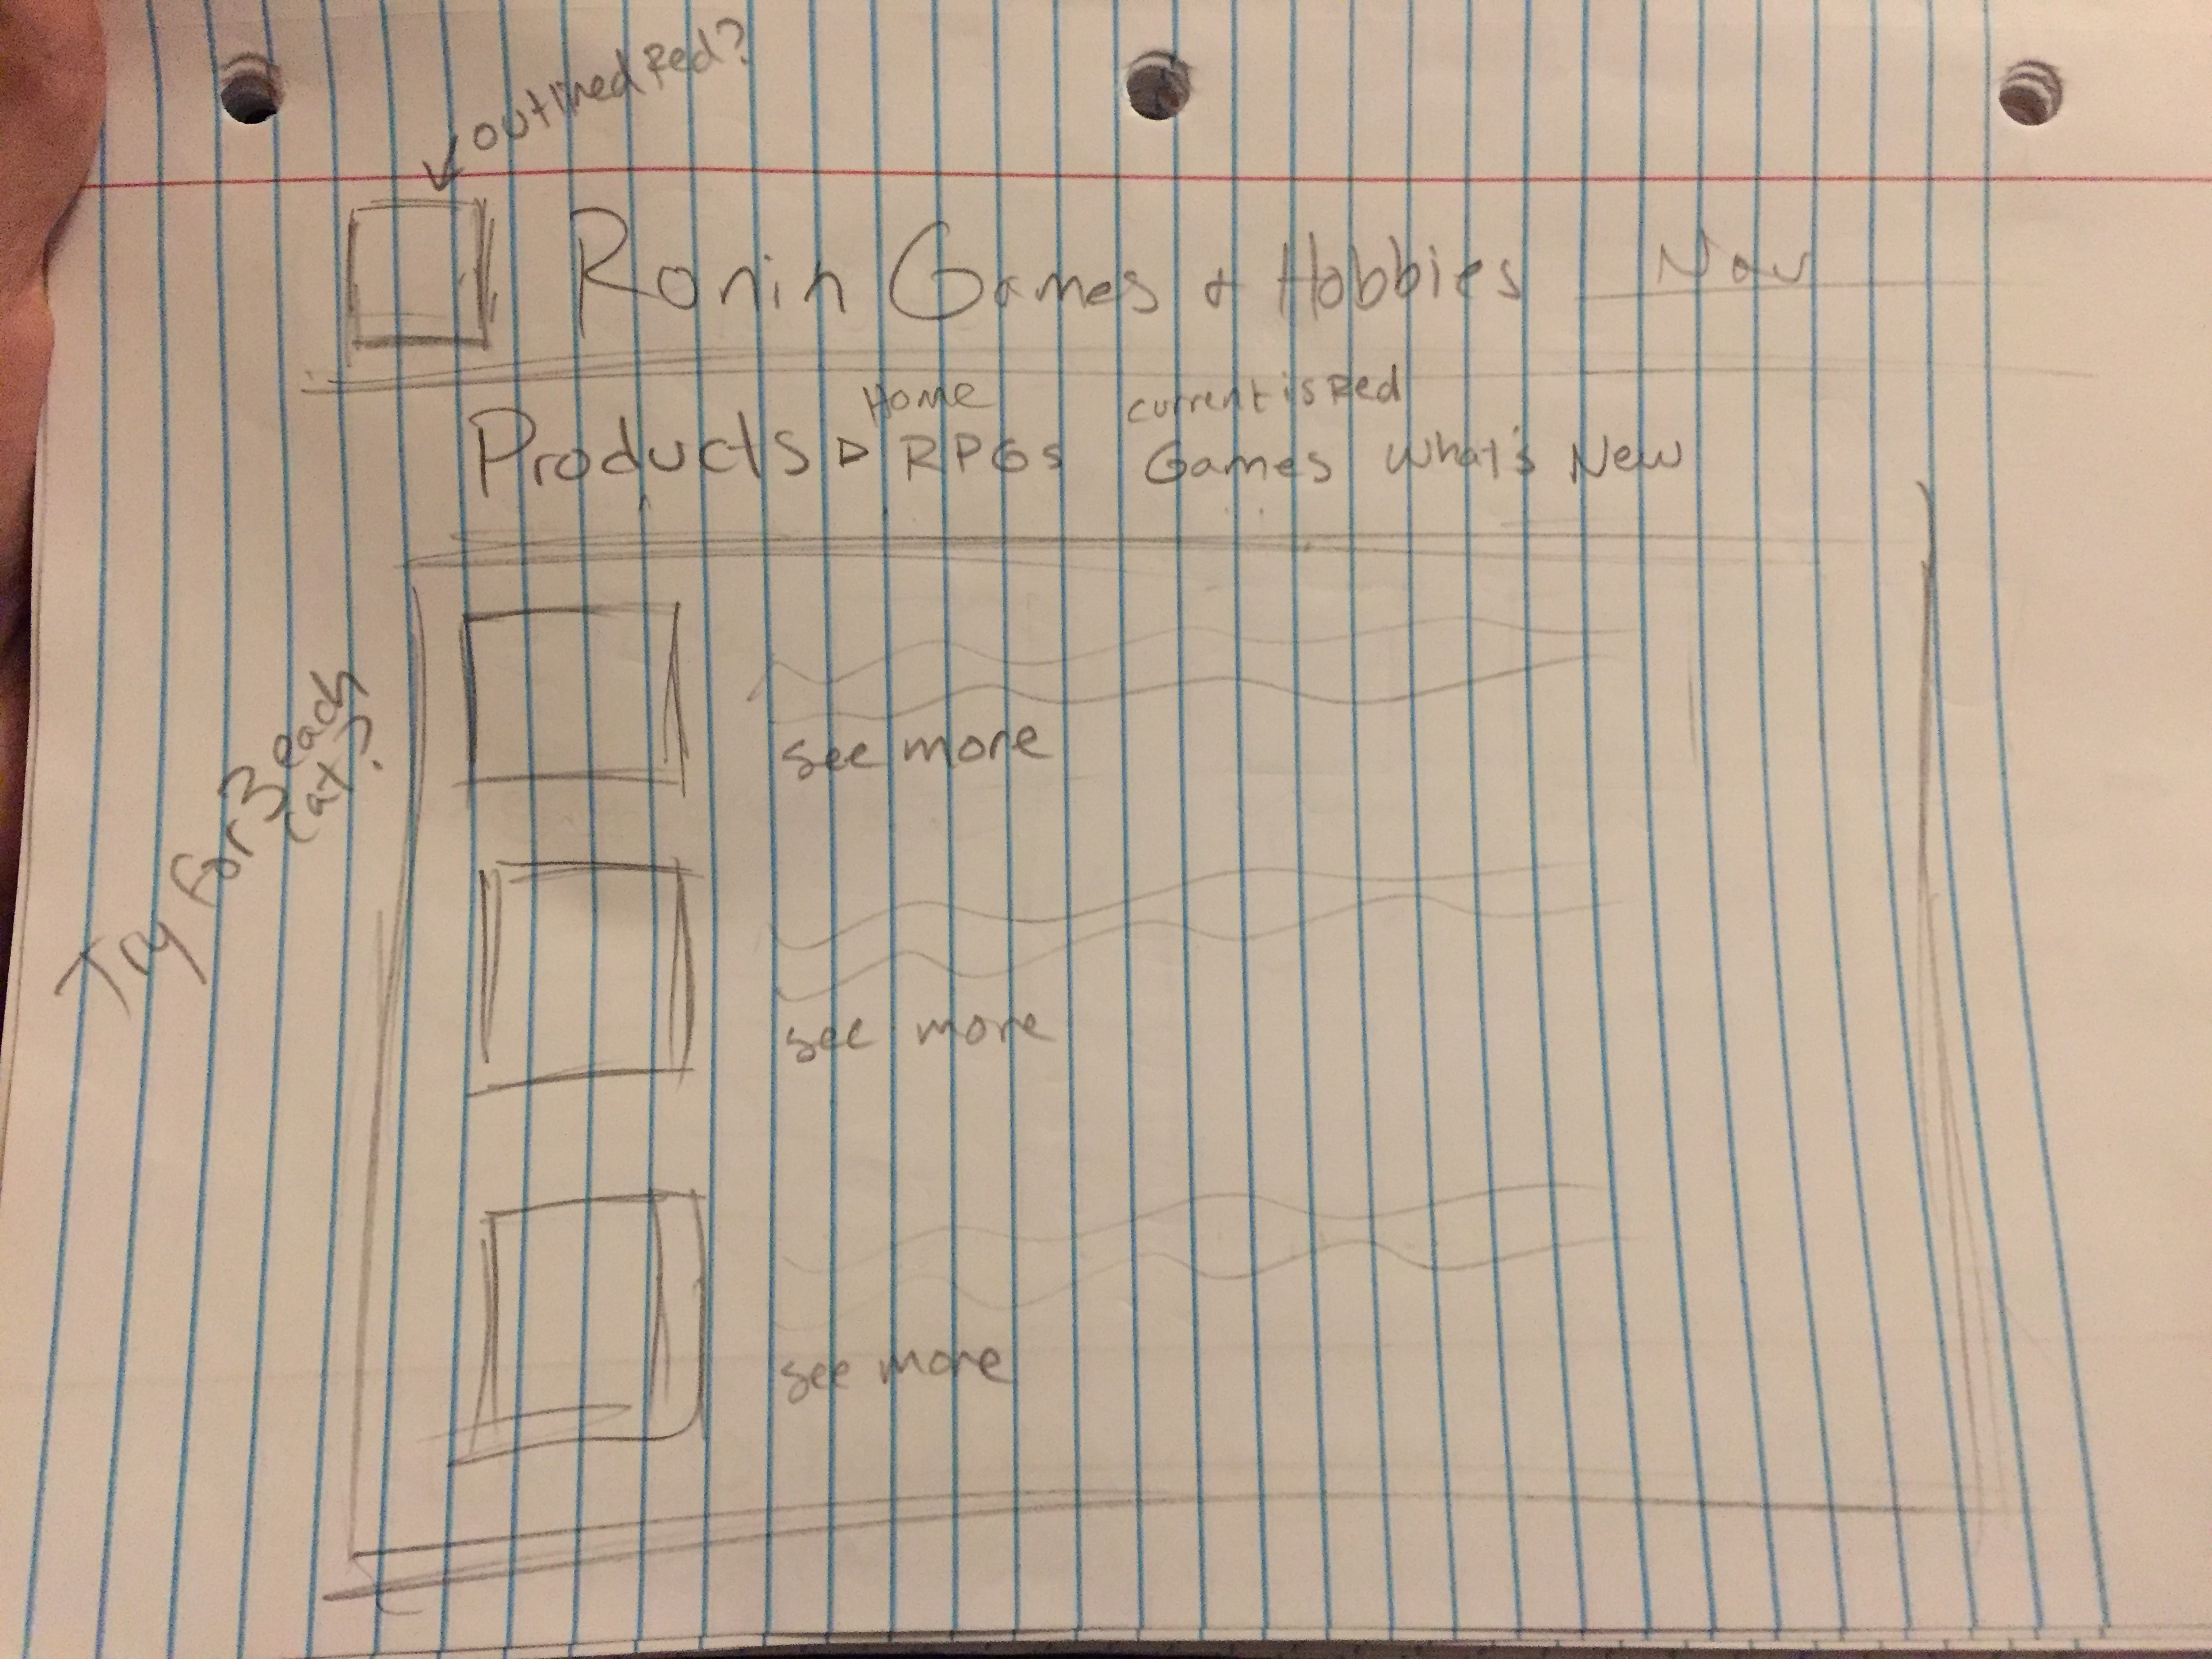 outlined Red?
Ronin Games & Hobbies Nav
Home current is Red
Products RPGs Games What's New
see more
Try for 3 each
cat?
see more
see more